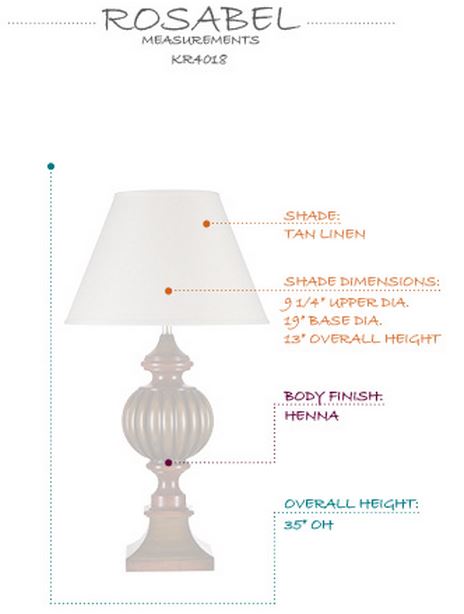 ROSABEL
MEASUREMENTS
KR4018
SHADE:
TAN LINEN
SHADE DIMENSIONS:
9 1/4" UPPER DIA.
19" BASE DIA.
13" OVERALL HEIGHT
BODY FINISH:
HENNA
OVERALL HEIGHT:
35" OH